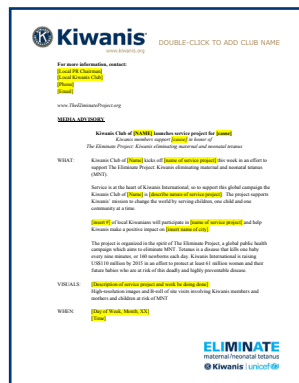 Kiwanis
www.kiwanis.org
DOUBLE-CLICK TO ADD CLUB NAME
For more information, contact:
[Local PR Chairman]
[Local Kiwanis Club]
[Phone]
[Email]
www.TheEliminateProject.org
MEDIA ADVISORY
Kiwanis Club of [NAME] launches service project for [cause]
Kiwanis members support [cause] in honor of
The Eliminate Project: Kiwanis eliminating maternal and neonatal tetanus
WHAT: Kiwanis Club of [Name] kicks off [name of service project] this week in an effort to
support The Eliminate Project: Kiwanis eliminating maternal and neonatal tetanus
(MNT).
Service is at the heart of Kiwanis International, so to support this global campaign the
Kiwanis Club of [Name] is [describe nature of service project]. The project supports
Kiwanis' mission to change the world by serving children, one child and one
community at a time.
[insert #] of local Kiwanians will participate in [name of service project] and help
Kiwanis make a positive impact on [insert name of city].
The project is organized in the spirit of The Eliminate Project, a global public health
campaign which aims to eliminate MNT. Tetanus is a disease that kills one baby
every nine minutes, or 160 newborns each day. Kiwanis International is raising
US$110 million by 2015 in an effort to protect at least 61 million women and their
future babies who are at risk of this deadly and highly preventable disease.
VISUALS: [Description of service project and work be doing done]
High-resolution images and B-roll of site visits involving Kiwanis members and
mothers and children at risk of MNT
WHEN: [Day of Week, Month, XX]
[Time]
ELIMINATE
maternal/neonatal tetanus
Kiwanis | unicef